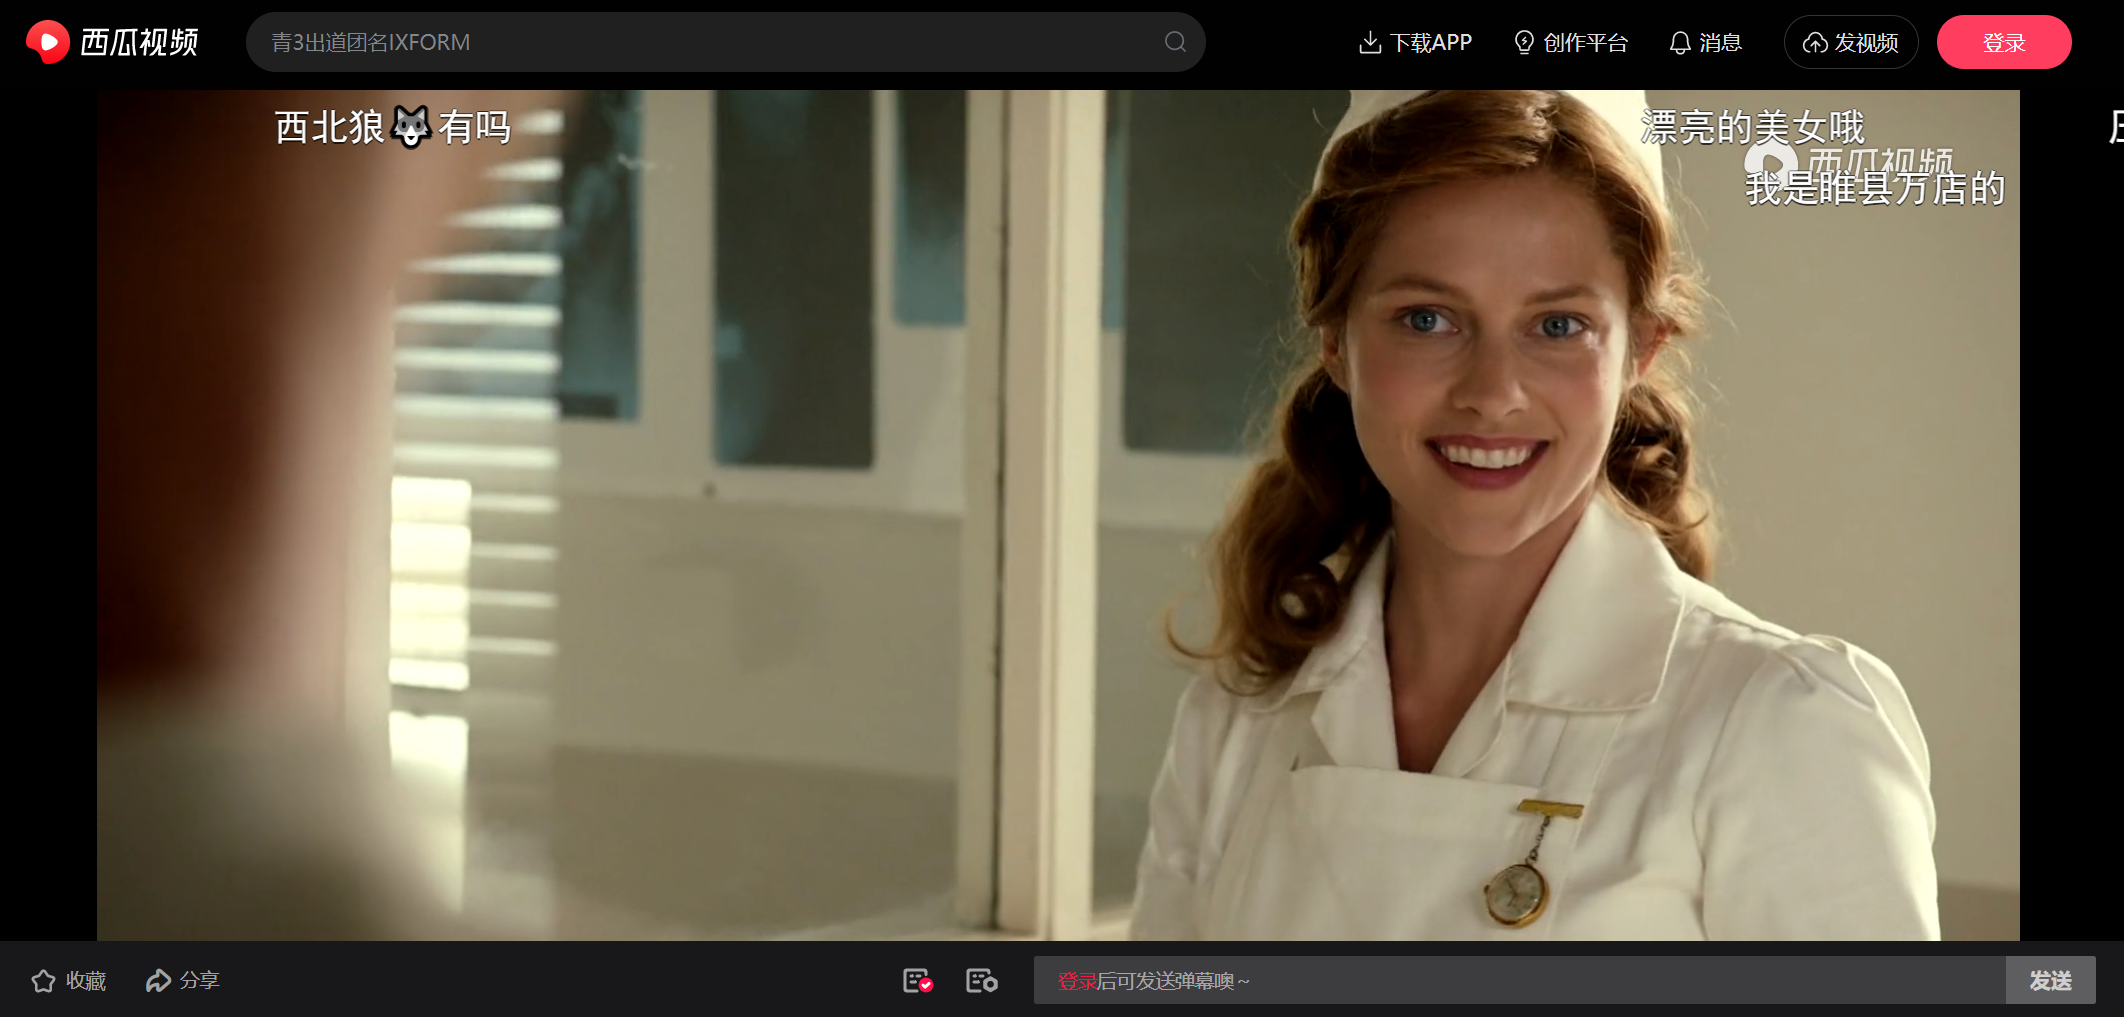 西瓜视频
青3出道团名IXFORM
下载APP
创作平台
消息
发视频
登录
西北狼🐺有吗
漂亮的美女哦
西瓜视频
我是睢县万店的
收藏
分享
登录后可发送弹幕噢~
发送